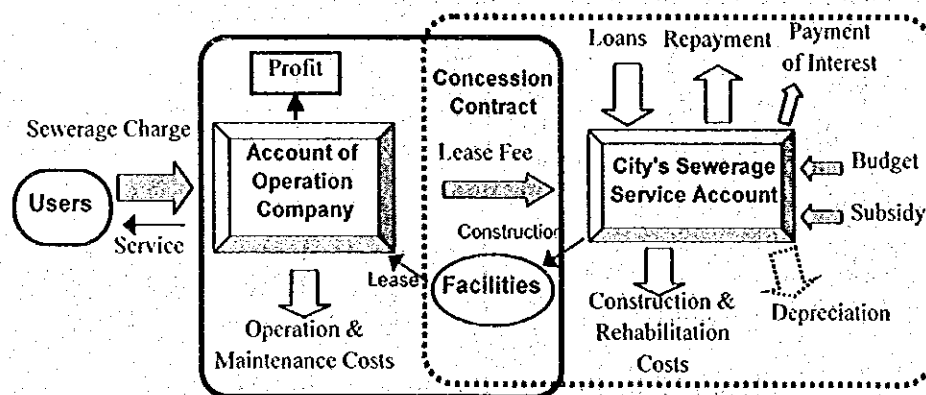 Loans
Repayment
Payment
of Interest
Profit
Concession
Contract
Sewerage Charge
Account of
Operation
Company
Lease Fee
City's Sewerage
Service Account
Budget
Subsidy
Users
Service
Constructio
Lease
Facilities
Operation &
Maintenance Costs
Construction &
Rehabilitation
Costs
Depreciation